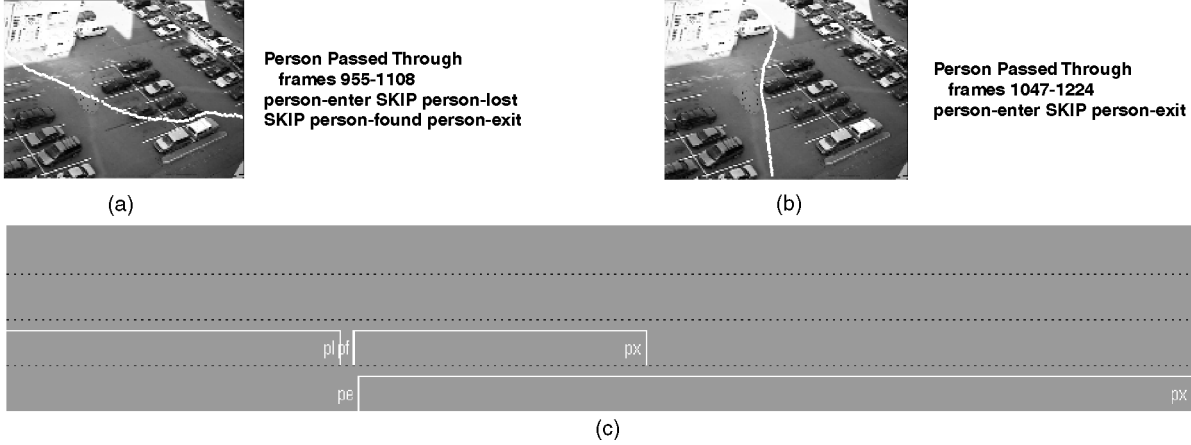 Person Passed Through
frames 955-1108
person-enter SKIP person-lost
SKIP person-found person-exit
Person Passed Through
frames 1047-1224
person-enter SKIP person-exit
(a)
(b)
pl pf px
pe px
(c)